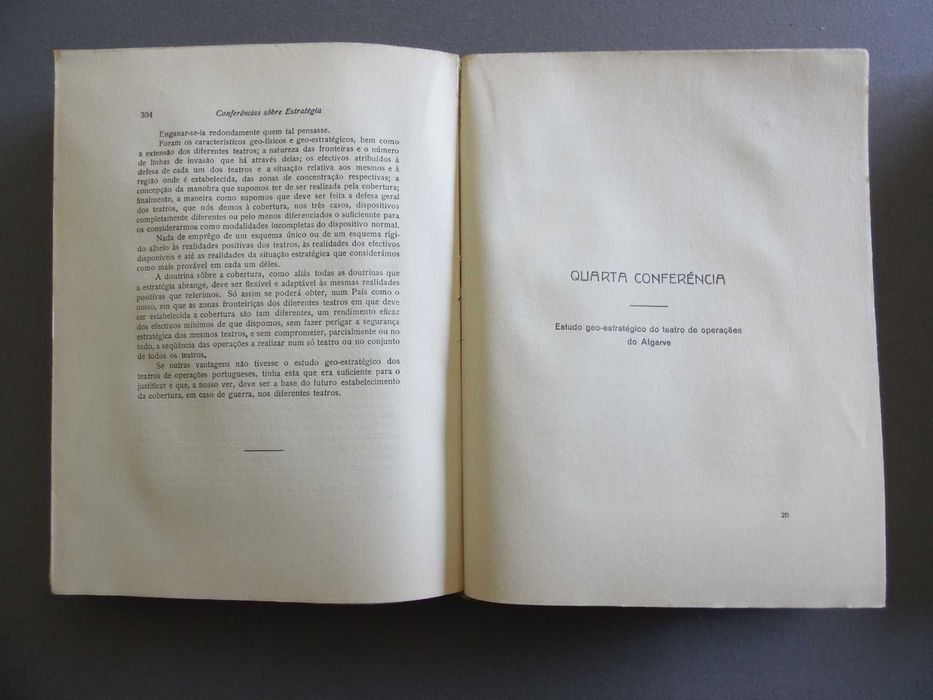 304
Conferências sôbre Estratégia
Enganar-se-ia redondamente quem tal pensasse.
Foram os característicos geo-físicos e geo-estratégicos, bem como
a extensão dos diferentes teatros; a natureza das fronteiras e o número
de linhas de invasão que há através delas; os efectivos atribuídos à
defesa de cada um dos teatros e a situação relativa aos mesmos e à
região onde é estabelecida, das zonas de concentração respectivas; a
concepção da manobra que supomos ter de ser realizada pela cobertura;
finalmente, a maneira como supomos que deve ser feita a defesa geral
dos teatros, que nós demos à cobertura, nos três casos, dispositivos
completamente diferentes ou pelo menos diferenciados o suficiennte para
os considerarmos como modalidades incompletas do dispositivo normal.
Nada de emprêgo de um esquema único ou de um esquema rígi-
do alheio às realidades positivas dos teatros, às realidades dos efectivos
disponíveis e até as realidades da situação estratégica que considerámos
como mais provável em cada um dêles.
A doutrina sôbre a cobertura, como aliás todas as doutrinas que
a estratégia abrange, deve ser flexível e adaptável às mesmas realidades
positivas que referimos. Só assim se poderá obter, num País como o
nosso, em que as zonas fronteiriças dos diferentes teatros em que deve
ser estabelecida a cobertura são tam diferentes, um rendimento eficaz
dos efectivos mínimos de que dispomos, sem fazer perigar a segurança
estratégica dos mesmos teatros, e sem comprometer, parcialmente ou no
todo, a seqüência das operações a realizar num só teatro ou no conjunto
de todos os teatros.
Se outras vantagens não tivesse o estudo geo-estratégico dos
teatros de operações portugueses, tinha esta que era suficiente para o
justificar e que, a nosso ver, deve ser a base do futuro estabelecimento
da cobertura, em caso de guerra, nos diferentes teatros.
QUARTA CONFERÊNCIA
Estudo geo-estratégico do teatro de operações
do Algarve
20